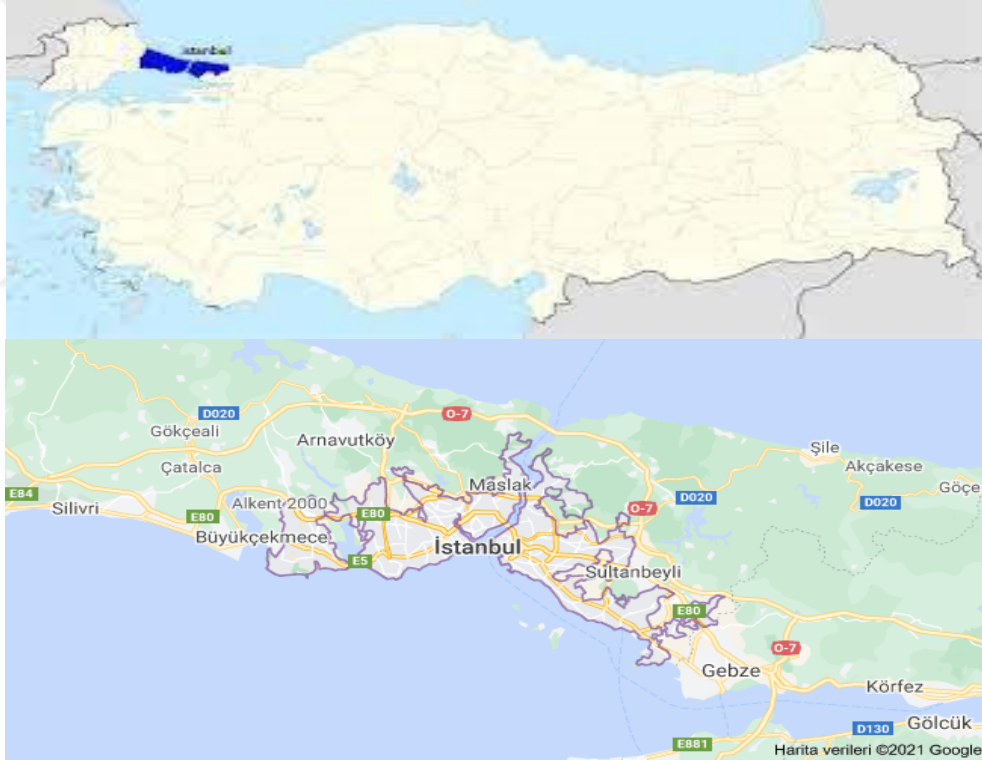 istanbul
O-7
D020
Gökçeali
Arnavutköy
Şile
Çatalca
Akçakese
Maslak
Göçe
E84
Alkent 2000
D020
D020
Silivri
E80
E80
O-7
Büyükçekmece
İstanbul
E5
Sultanbeyli
E80
O-7
Gebze
Körfez
Gölcük
D130
E881
Harita verileri ©2021 Google